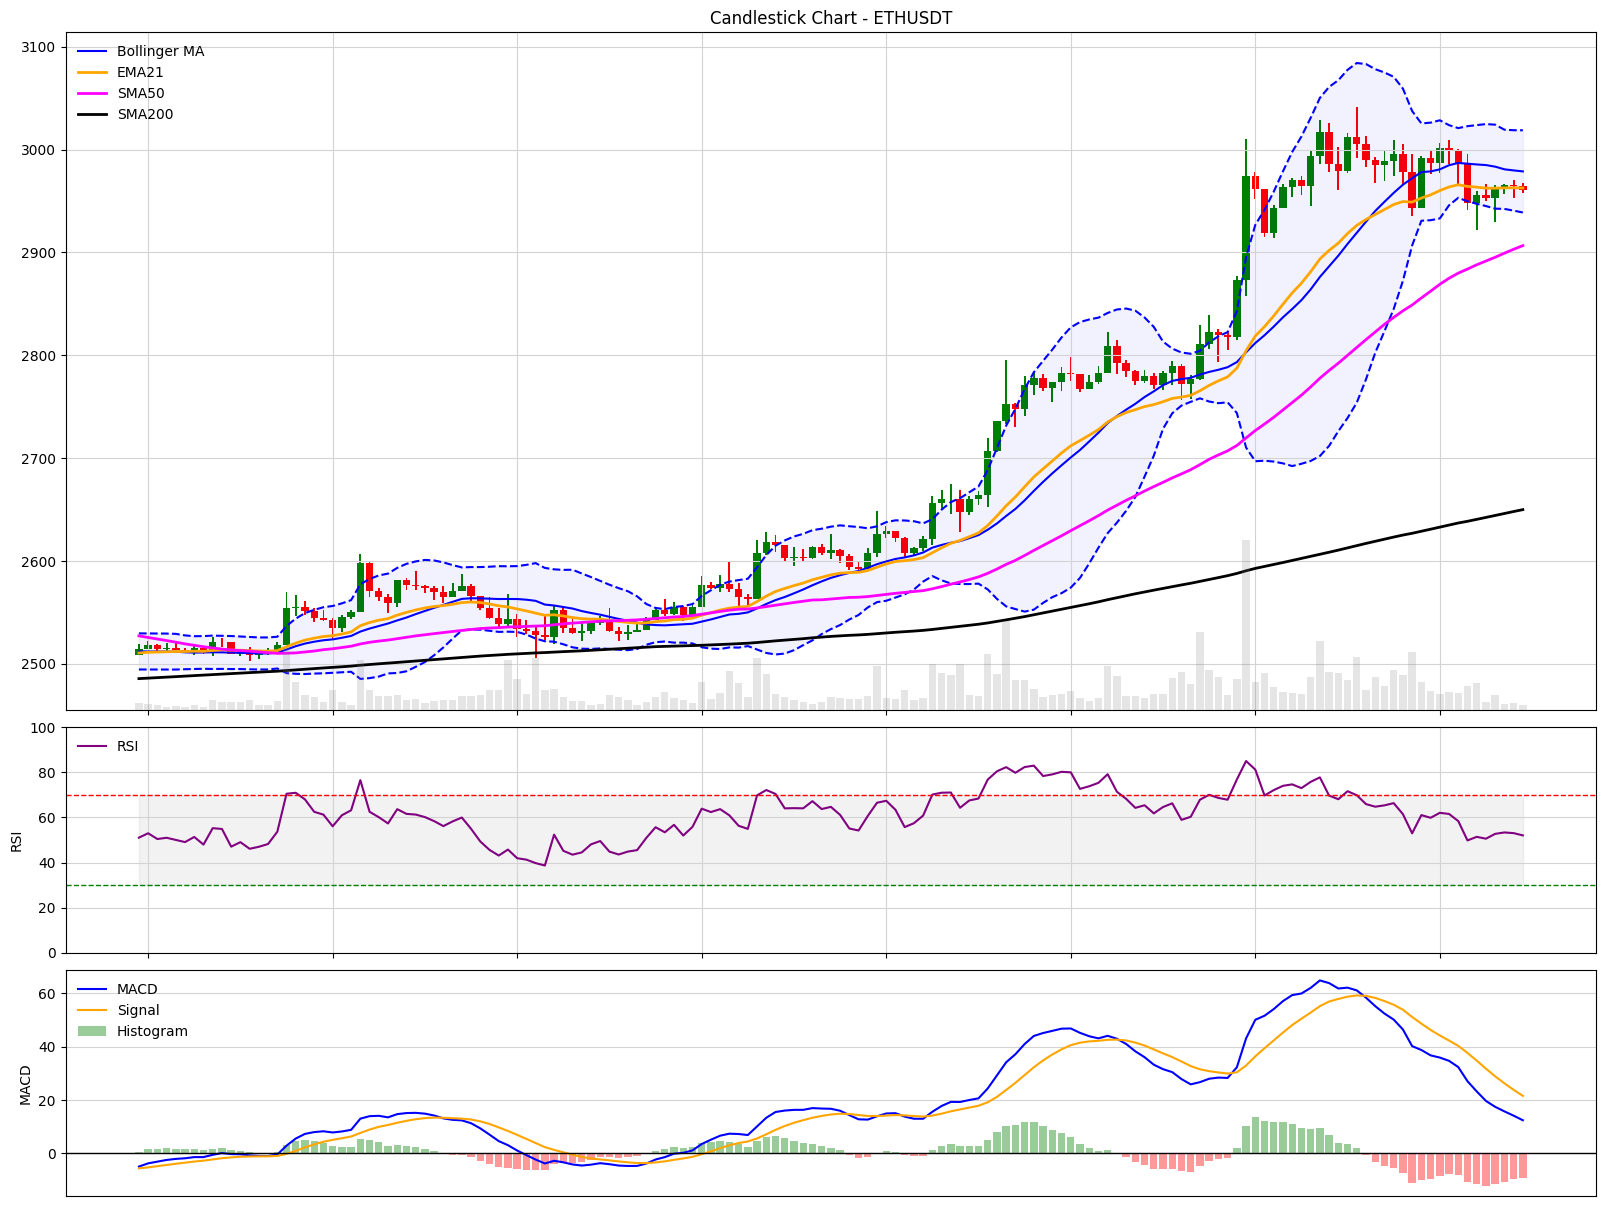 Candlestick Chart - ETHUSDT
Bollinger MA
EMA21
SMA50
SMA200
3100
3000
2900
2800
2700
2600
2500
RSI
100
80
60
40
20
0
RSI
MACD
Signal
Histogram
60
40
20
0
MACD